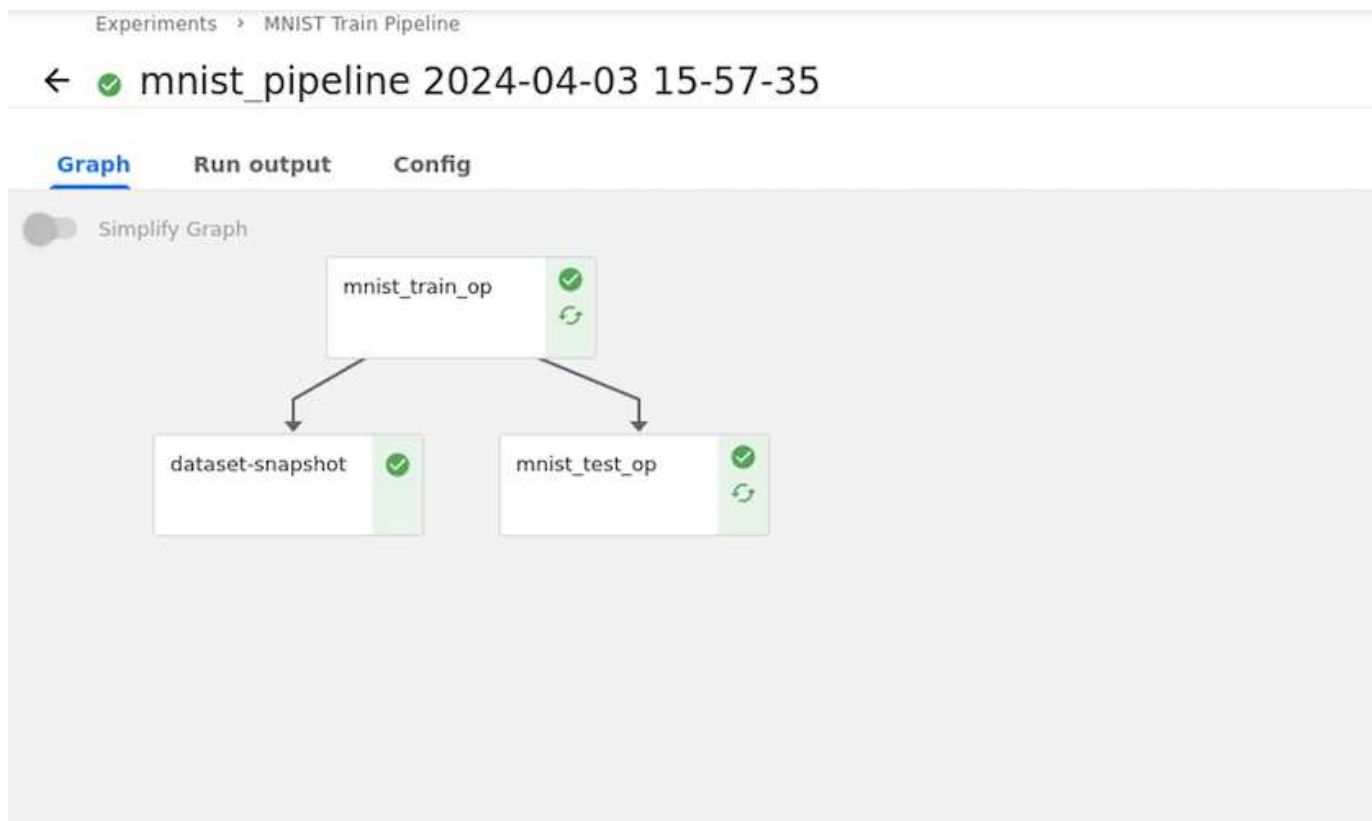 Experiments > MNIST Train Pipeline
mnist_pipeline 2024-04-03 15-57-35
Graph Run output Config
Simplify Graph
mnist_train_op
dataset-snapshot mnist_test_op